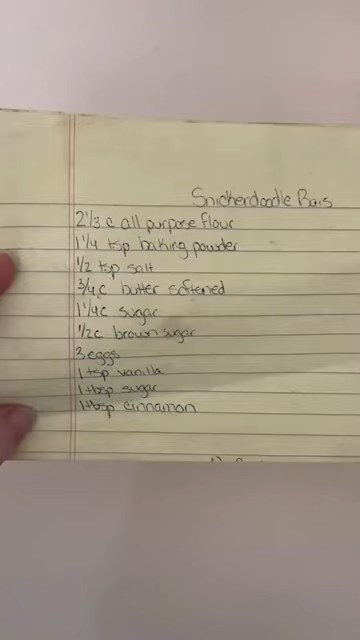 Snickerdoodle Bars
2 1/3 c all purpose flour
1 1/4 tsp baking powder
1/2 tsp salt
3/4 c butter softened
1 1/4 c sugar
1/2 c brown sugar
3 eggs
1 tsp vanilla
1 tbsp sugar
1 tbsp cinnamon